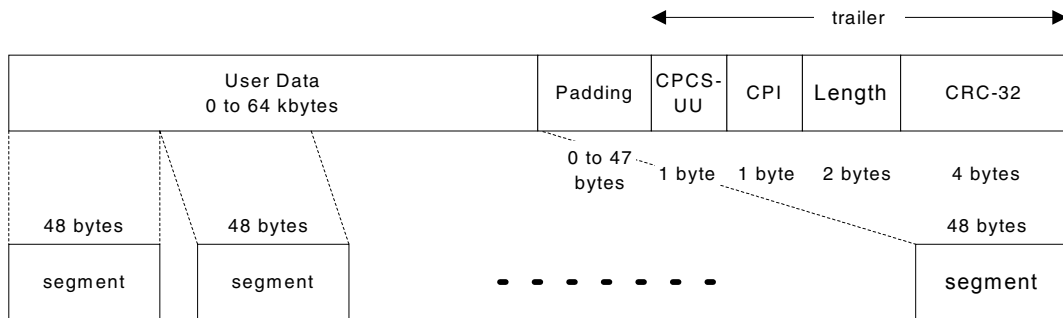 trailer
User Data
0 to 64 kbytes
Padding
CPCS-
UU
CPI
Length
CRC-32
0 to 47
bytes
1 byte
1 byte
2 bytes
4 bytes
48 bytes
48 bytes
48 bytes
segment
segment
segment